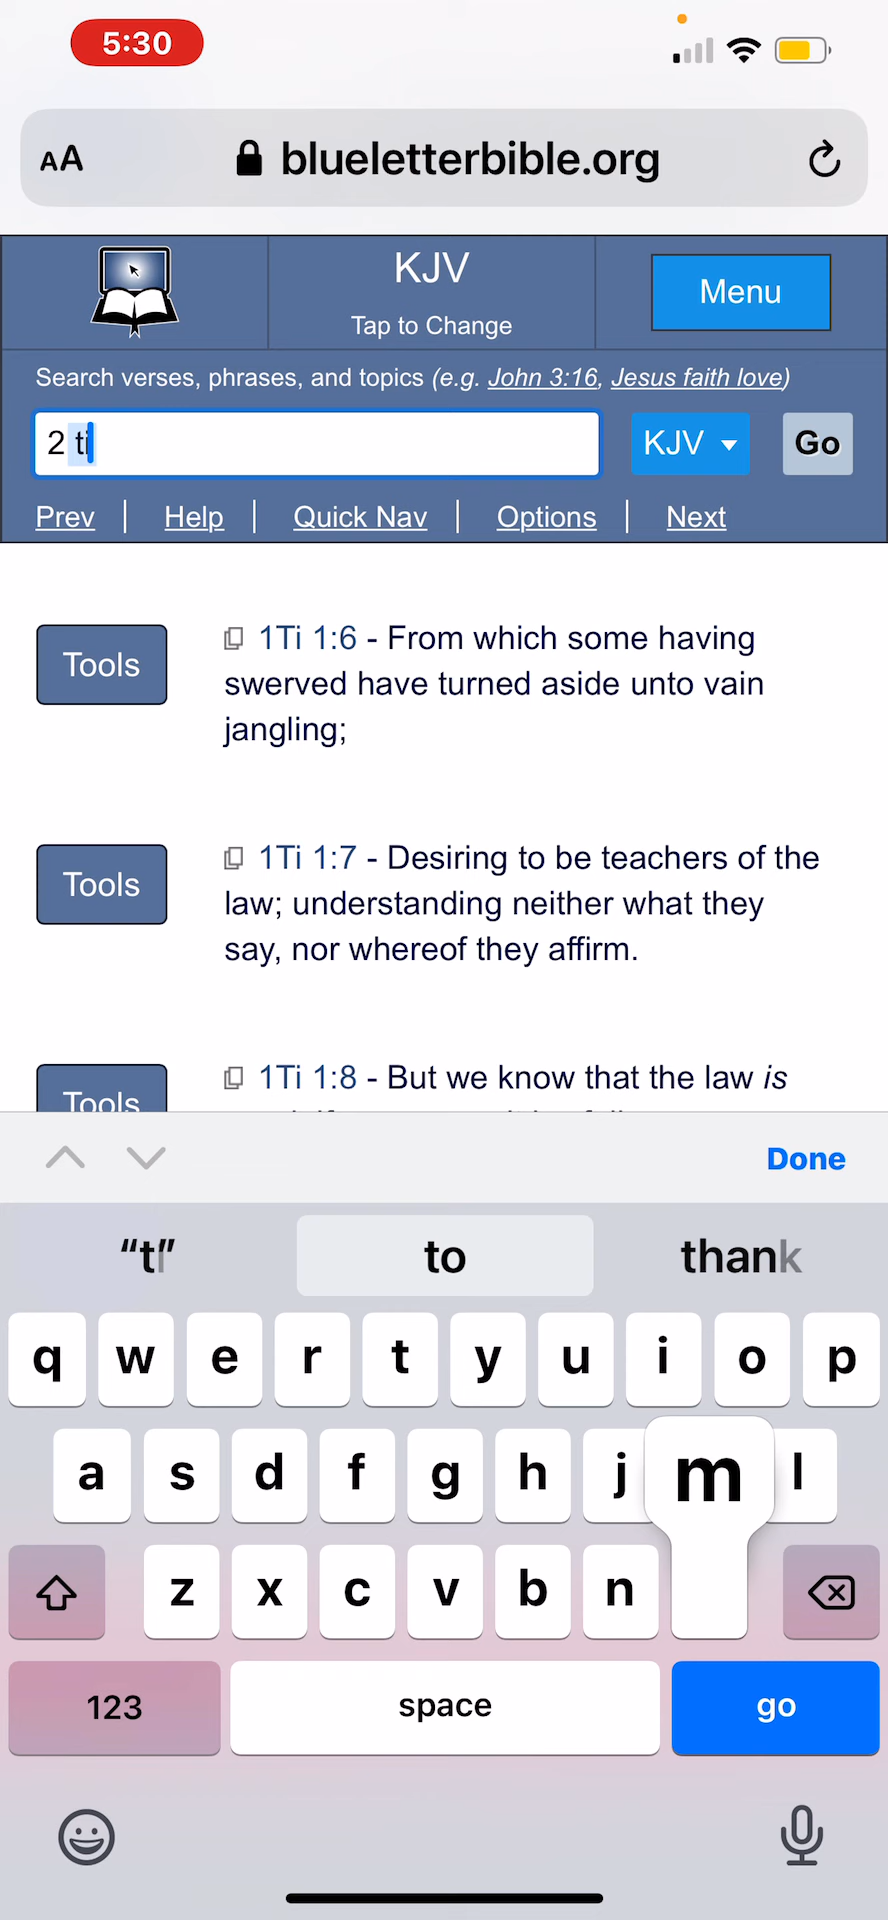 5:30
AA blueletterbible.org
KJV
Tap to Change
Menu
Search verses, phrases, and topics (e.g. John 3:16, Jesus faith love)
2 ti KJV Go
Prev | Help | Quick Nav | Options | Next
Tools
1Ti 1:6 - From which some having
swerved have turned aside unto vain
jangling;
Tools
1Ti 1:7 - Desiring to be teachers of the
law; understanding neither what they
say, nor whereof they affirm.
Tools
1Ti 1:8 - But we know that the law is
Done
“ti” to thank
q w e r t y u i o p
a s d f g h j m l
z x c v b n
123 space go